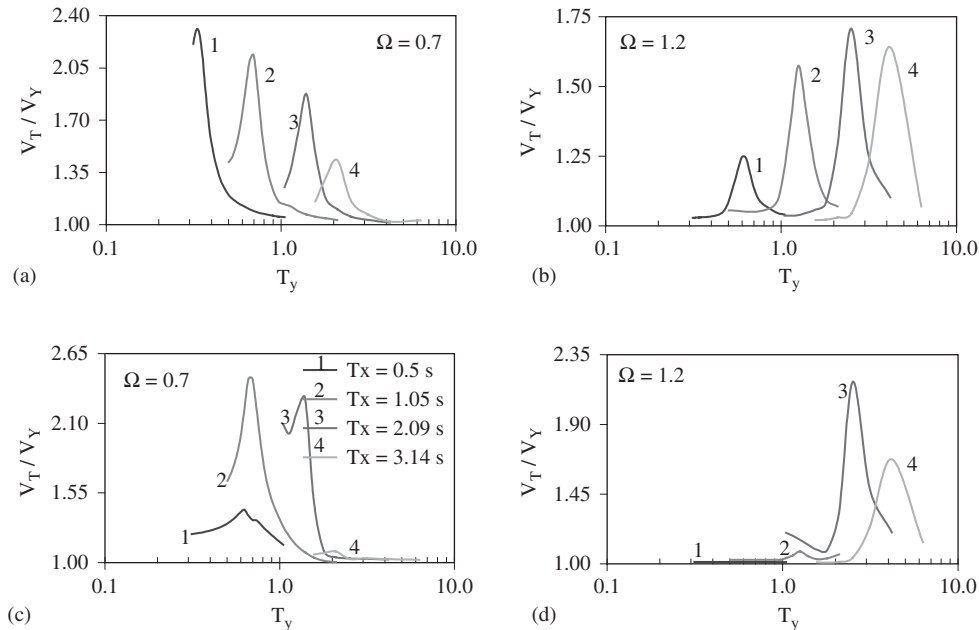 2.40
2.05
1.70
1.35
1.00
V_T / V_Y
1
2
3
4
Ω = 0.7
0.1
1.0
10.0
T_y
(a)
1.75
1.50
1.25
1.00
V_T / V_Y
1
2
3
4
Ω = 1.2
0.1
1.0
10.0
T_y
(b)
2.65
2.10
1.55
1.00
V_T / V_Y
Ω = 0.7
1
2
3
4
1 Tx = 0.5 s
2 Tx = 1.05 s
3 Tx = 2.09 s
4 Tx = 3.14 s
0.1
1.0
10.0
T_y
(c)
2.35
1.90
1.45
1.00
V_T / V_Y
Ω = 1.2
1
2
3
4
0.1
1.0
10.0
T_y
(d)